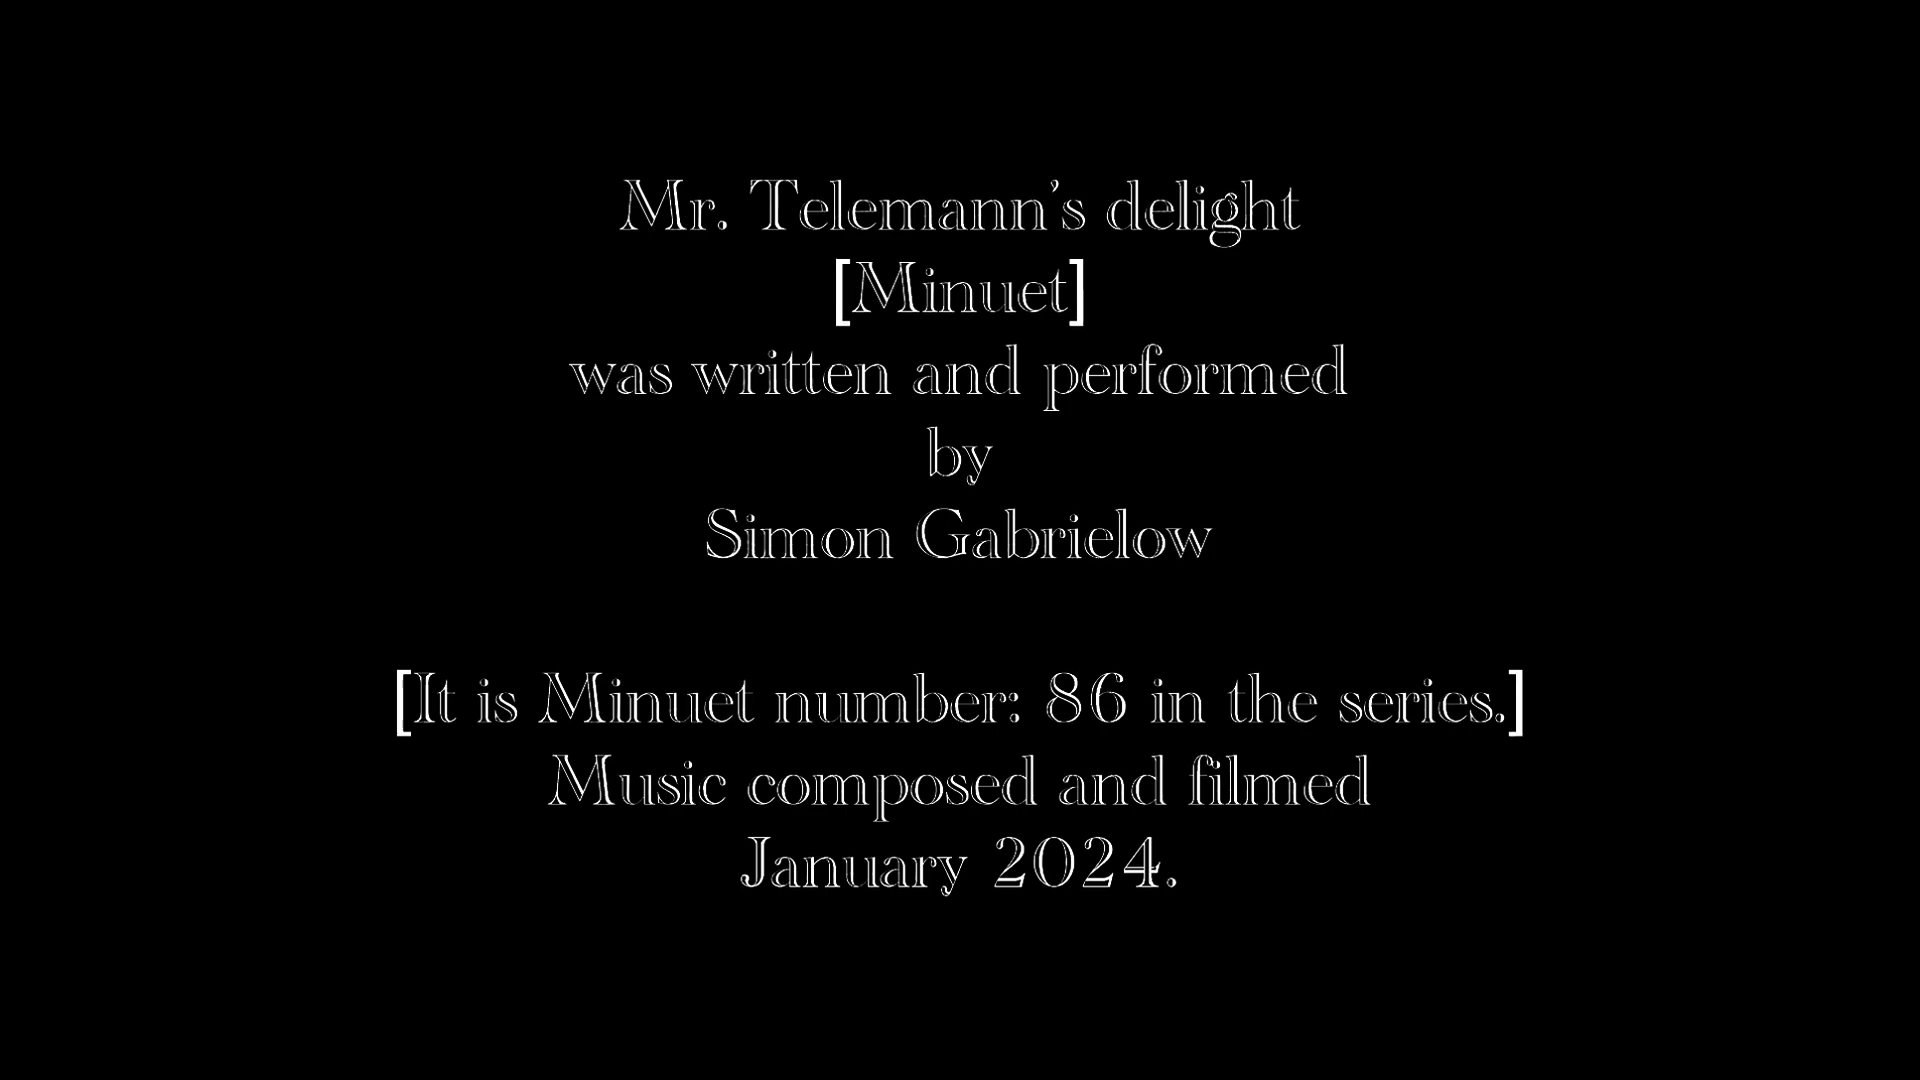 Mr. Telemann's delight
[Minuet]
was written and performed
by
Simon Gabrielow
[It is Minuet number: 86 in the series.]
Music composed and filmed
January 2024.